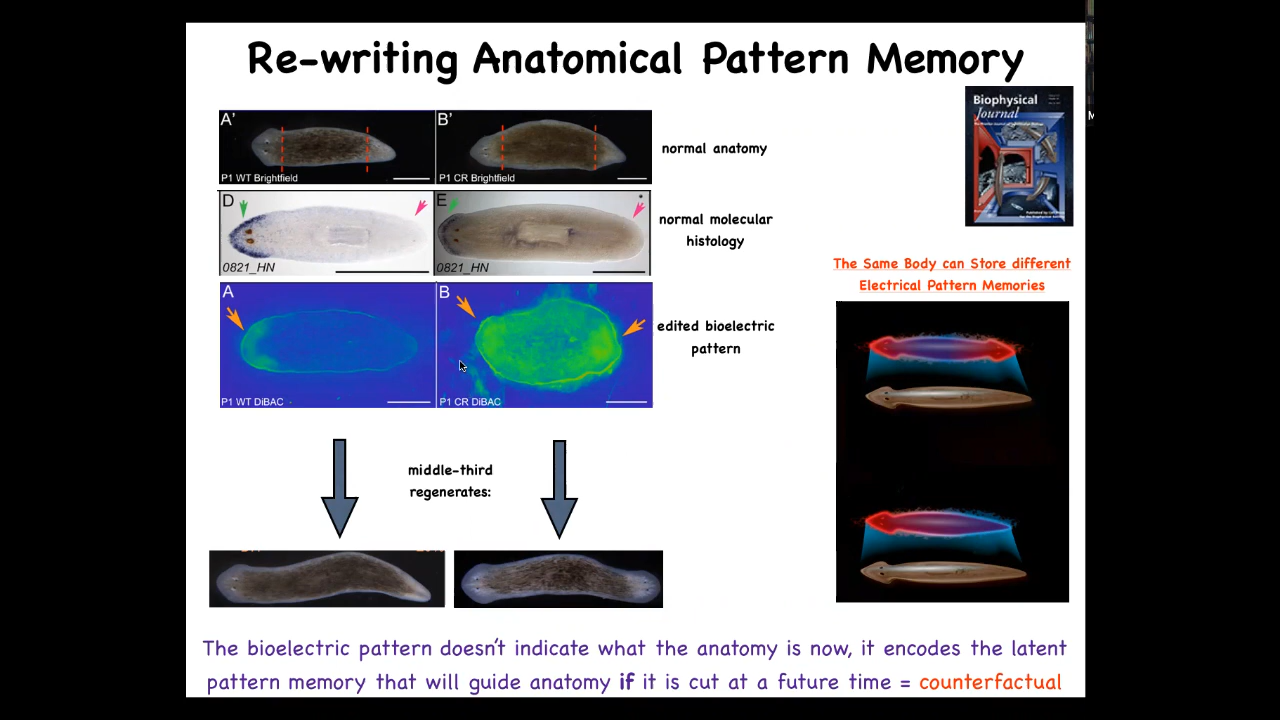 Re-writing Anatomical Pattern Memory
A'
B'
P1 WT Brightfield
P1 CR Brightfield
normal anatomy
Biophysical
Journal
M
D
E
*
0821_HN
0821_HN
normal molecular
histology
The Same Body can Store different
Electrical Pattern Memories
A
B
P1 WT DiBAC
P1 CR DiBAC
edited bioelectric
pattern
middle-third
regenerates:
The bioelectric pattern doesn't indicate what the anatomy is now, it encodes the latent
pattern memory that will guide anatomy if it is cut at a future time = counterfactual